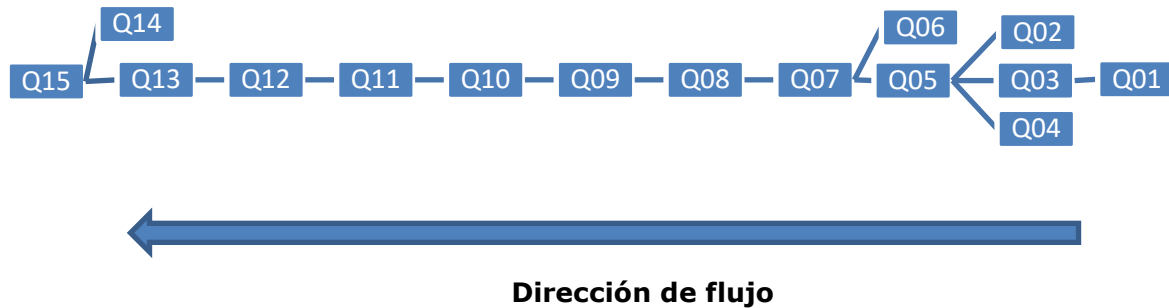 Q14
Q06
Q02
Q15
Q13
Q12
Q11
Q10
Q09
Q08
Q07
Q05
Q03
Q01
Q04
Dirección de flujo